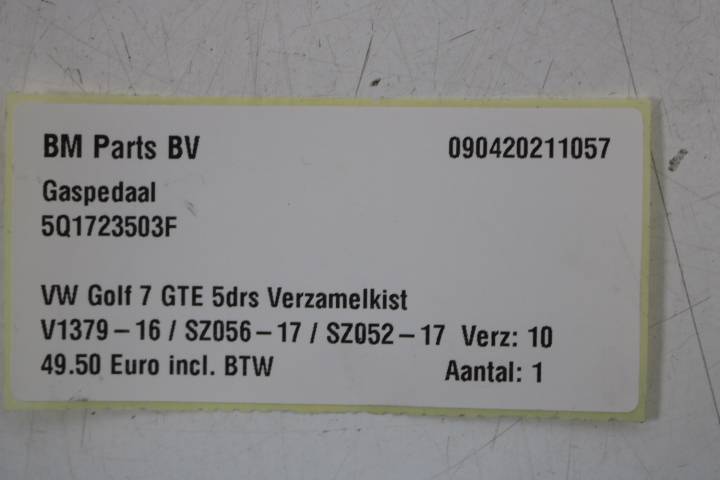 BM Parts BV 090420211057
Gaspedaal
5Q1723503F
VW Golf 7 GTE 5drs Verzamelkist
V1379-16 / SZ056-17 / SZ052-17 Verz: 10
49.50 Euro incl. BTW Aantal: 1